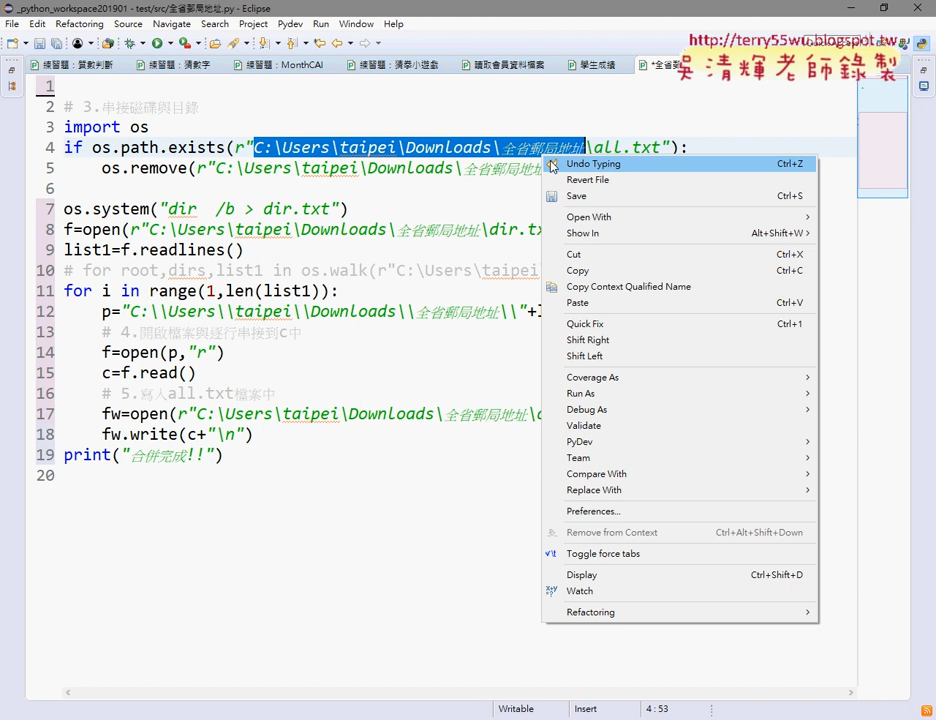 _python_workspace201901 - test/src/全省郵局地址.py - Eclipse
File Edit Refactoring Source Navigate Search Project Pydev Run Window Help
http://terry55wu.blogspot.tw
吳清輝老師錄製
練習題：質數判斷 練習題：猜數字 練習題：MonthCAI 練習題：猜拳小遊戲 讀取會員資料檔案 學生成績 *全省郵
1
2 # 3.串接磁碟與目錄
3 import os
4 if os.path.exists(r"C:\Users\taipei\Downloads\全省郵局地址\all.txt"):
5 os.remove(r"C:\Users\taipei\Downloads\全省郵局地
6
7 os.system("dir /b > dir.txt")
8 f=open(r"C:\Users\taipei\Downloads\全省郵局地址\dir.tx
9 list1=f.readlines()
10 # for root,dirs,list1 in os.walk(r"C:\Users\taipei
11 for i in range(1,len(list1)):
12 p="C:\\Users\\taipei\\Downloads\\全省郵局地址\\"+l
13 # 4.開啟檔案與逐行串接到c中
14 f=open(p,"r")
15 c=f.read()
16 # 5.寫入all.txt檔案中
17 fw=open(r"C:\Users\taipei\Downloads\全省郵局地址\a
18 fw.write(c+"\n")
19 print("合併完成!!")
20
Undo Typing Ctrl+Z
Revert File
Save Ctrl+S
Open With
Show In Alt+Shift+W
Cut Ctrl+X
Copy Ctrl+C
Copy Context Qualified Name
Paste Ctrl+V
Quick Fix Ctrl+1
Shift Right
Shift Left
Coverage As
Run As
Debug As
Validate
PyDev
Team
Compare With
Replace With
Preferences...
Remove from Context Ctrl+Alt+Shift+Down
Toggle force tabs
Display Ctrl+Shift+D
Watch
Refactoring
Writable Insert 4 : 53